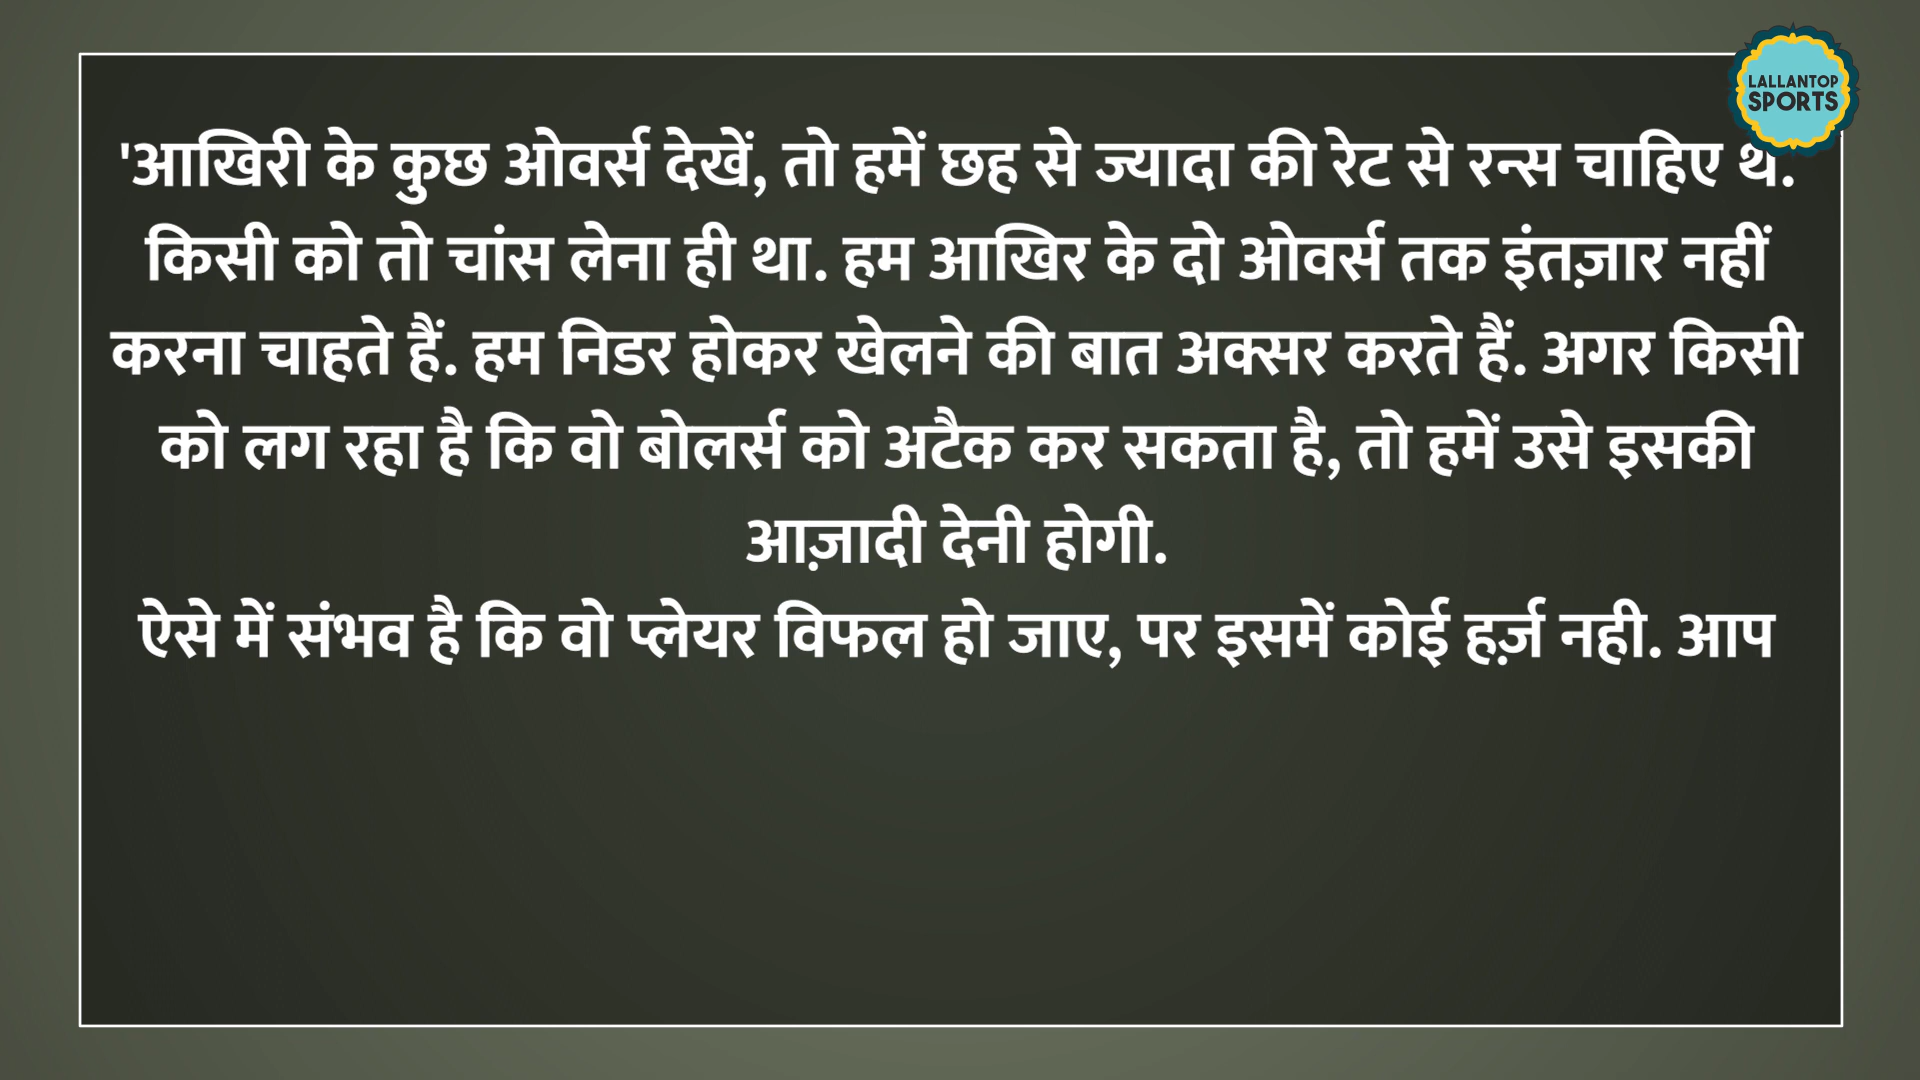 LALLANTOP
SPORTS
'आखिरी के कुछ ओवर्स देखें, तो हमें छह से ज्यादा की रेट से रन्स चाहिए थे.
किसी को तो चांस लेना ही था. हम आखिर के दो ओवर्स तक इंतज़ार नहीं
करना चाहते हैं. हम निडर होकर खेलने की बात अक्सर करते हैं. अगर किसी
को लग रहा है कि वो बोलर्स को अटैक कर सकता है, तो हमें उसे इसकी
आज़ादी देनी होगी.
ऐसे में संभव है कि वो प्लेयर विफल हो जाए, पर इसमें कोई हर्ज़ नही. आप